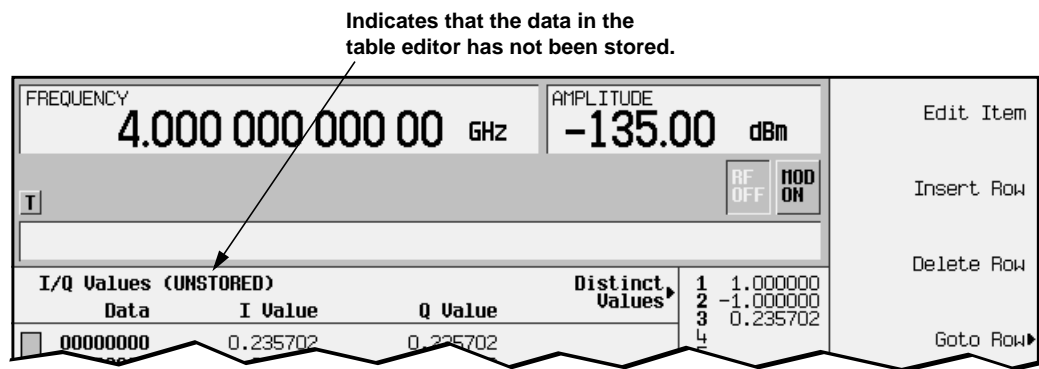 Indicates that the data in the
table editor has not been stored.
FREQUENCY
4.000 000 000 00 GHz
AMPLITUDE
-135.00 dBm
Edit Item
RF OFF
MOD ON
T
Insert Row
Delete Row
I/Q Values (UNSTORED)
Distinct Values
Data I Value Q Value
1 1.000000
2 -1.000000
3 0.235702
4
00000000 0.235702 0.235702
Goto Row